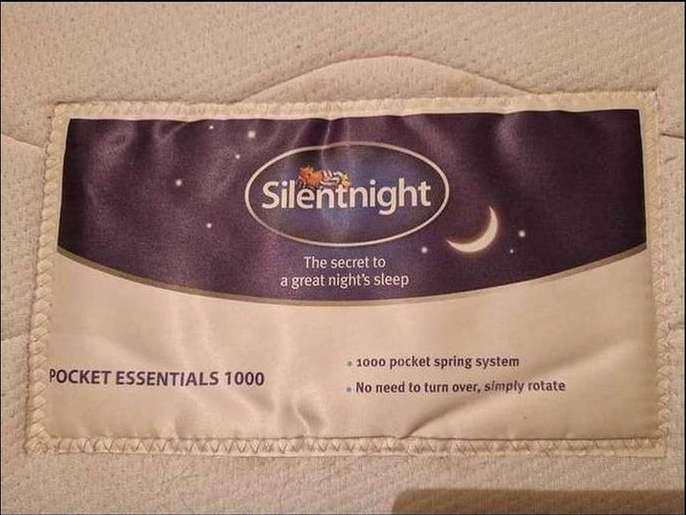 Silentnight
The secret to
a great night's sleep
POCKET ESSENTIALS 1000
• 1000 pocket spring system
• No need to turn over, simply rotate